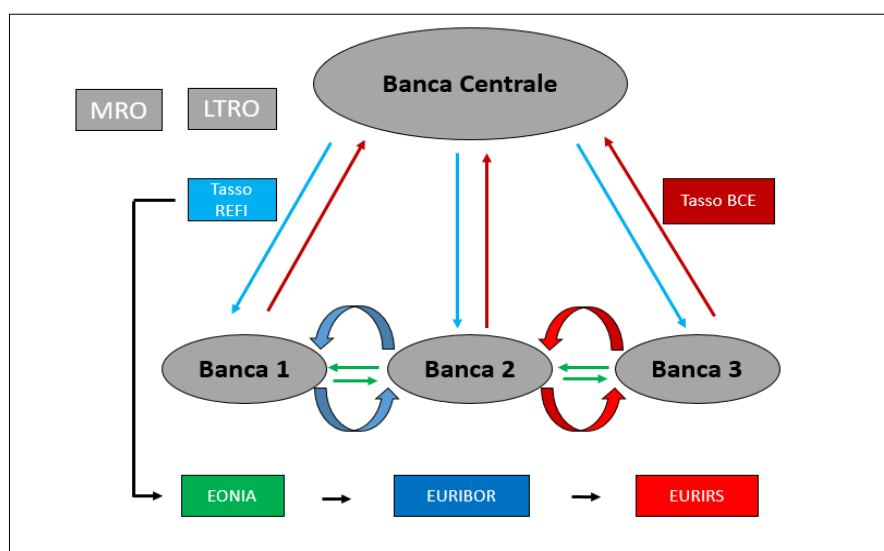 Banca Centrale
MRO
LTRO
Tasso
REFI
Tasso BCE
Banca 1
Banca 2
Banca 3
EONIA
EURIBOR
EURIRS